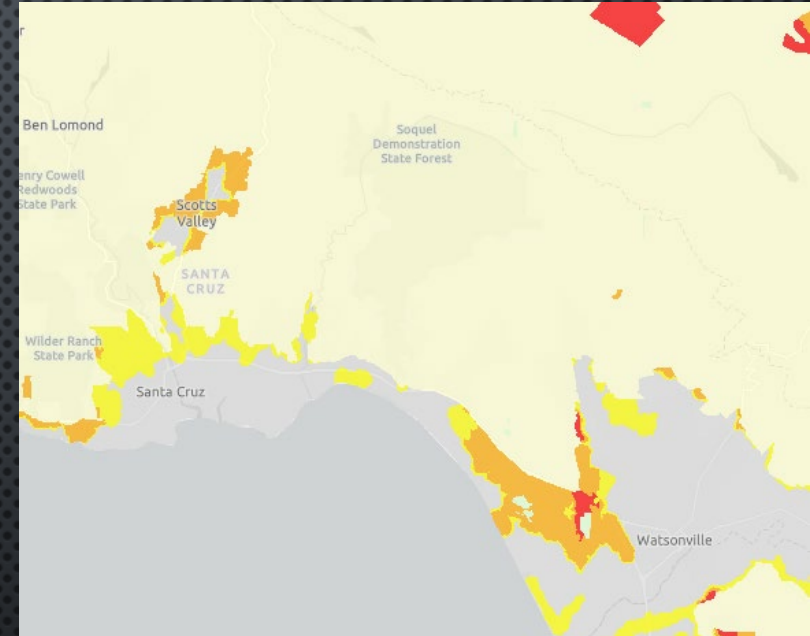 r
Ben Lomond
Soquel
Demonstration
State Forest
enry Cowell
Redwoods
State Park
Scotts
Valley
SANTA
CRUZ
Wilder Ranch
State Park
Santa Cruz
Watsonville